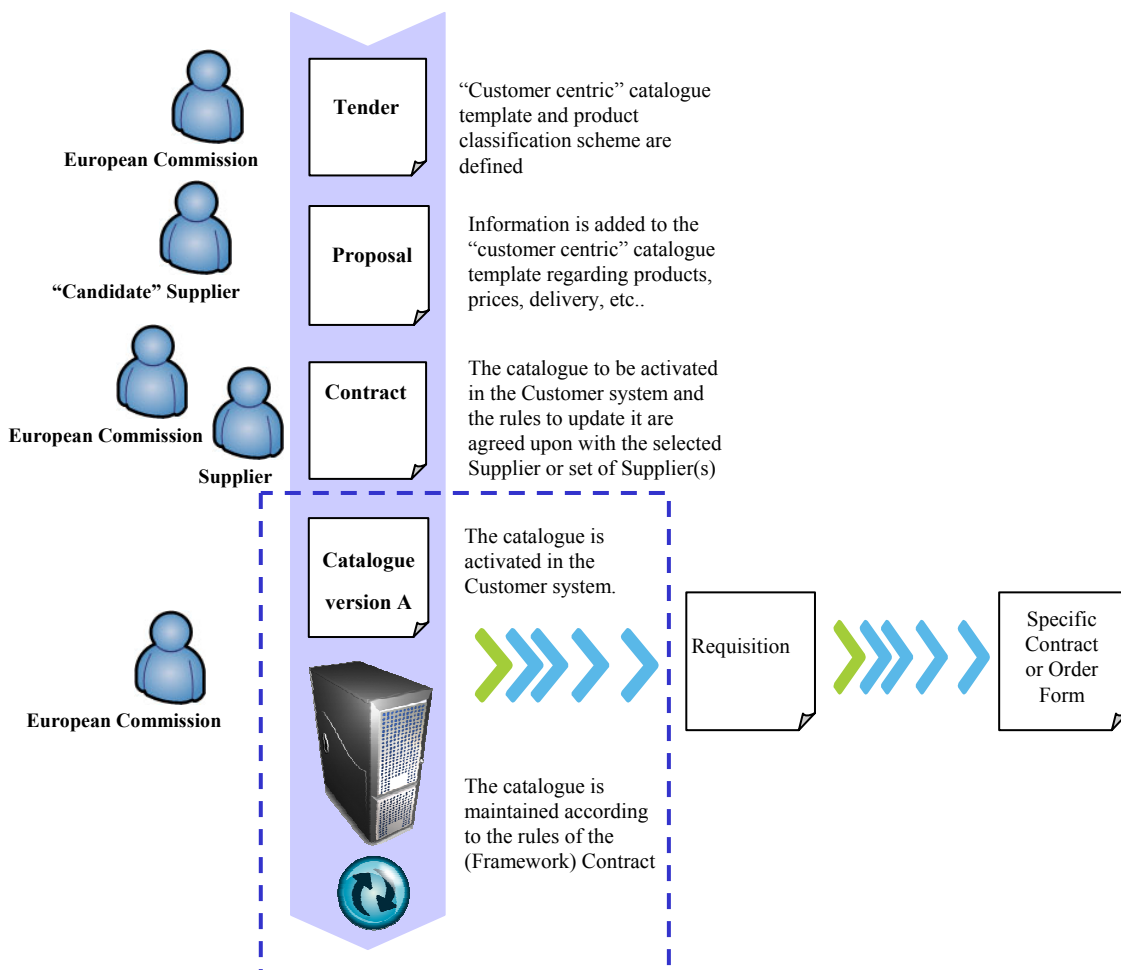 Tender
“Customer centric” catalogue
template and product
classification scheme are
defined
European Commission
Proposal
Information is added to the
“customer centric” catalogue
template regarding products,
prices, delivery, etc..
“Candidate” Supplier
Contract
The catalogue to be activated
in the Customer system and
the rules to update it are
agreed upon with the selected
Supplier or set of Supplier(s)
European Commission
Supplier
Catalogue
version A
The catalogue is
activated in the
Customer system.
European Commission
Requisition
Specific
Contract
or Order
Form
The catalogue is
maintained according
to the rules of the
(Framework) Contract